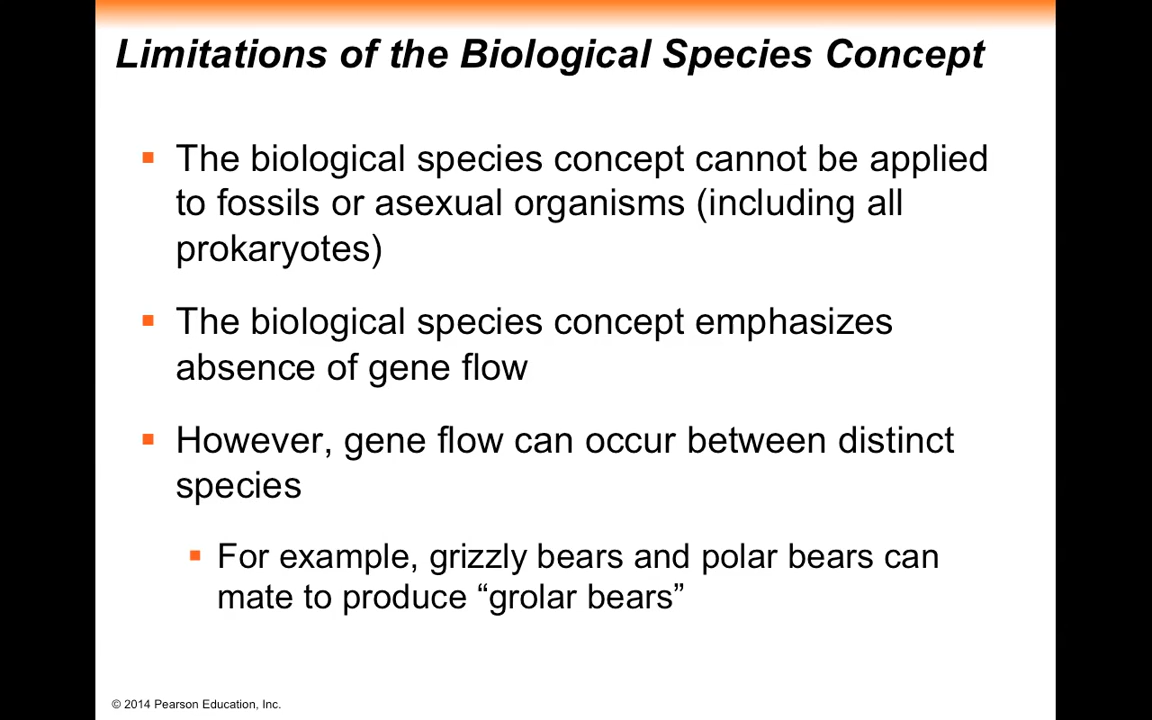 Limitations of the Biological Species Concept
The biological species concept cannot be applied
to fossils or asexual organisms (including all
prokaryotes)
The biological species concept emphasizes
absence of gene flow
However, gene flow can occur between distinct
species
For example, grizzly bears and polar bears can
mate to produce “grolar bears”
© 2014 Pearson Education, Inc.